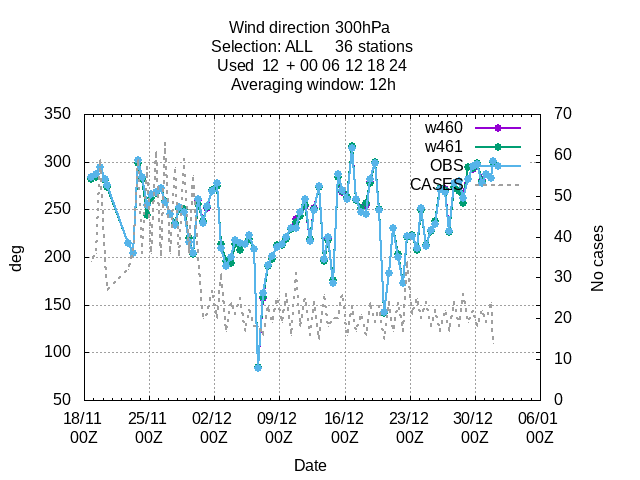 Wind direction 300hPa
Selection: ALL 36 stations
Used 12 + 00 06 12 18 24
Averaging window: 12h
350
300
250
200
150
100
50
deg
70
60
50
40
30
20
10
0
No cases
w460
w461
OBS
CASES
18/11 25/11 02/12 09/12 16/12 23/12 30/12 06/01
00Z 00Z 00Z 00Z 00Z 00Z 00Z 00Z
Date